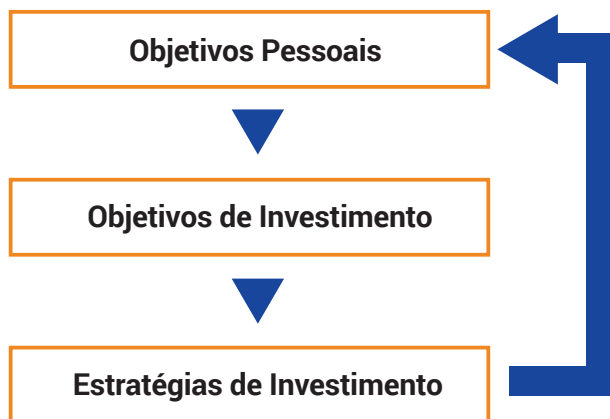 Objetivos Pessoais
Objetivos de Investimento
Estratégias de Investimento